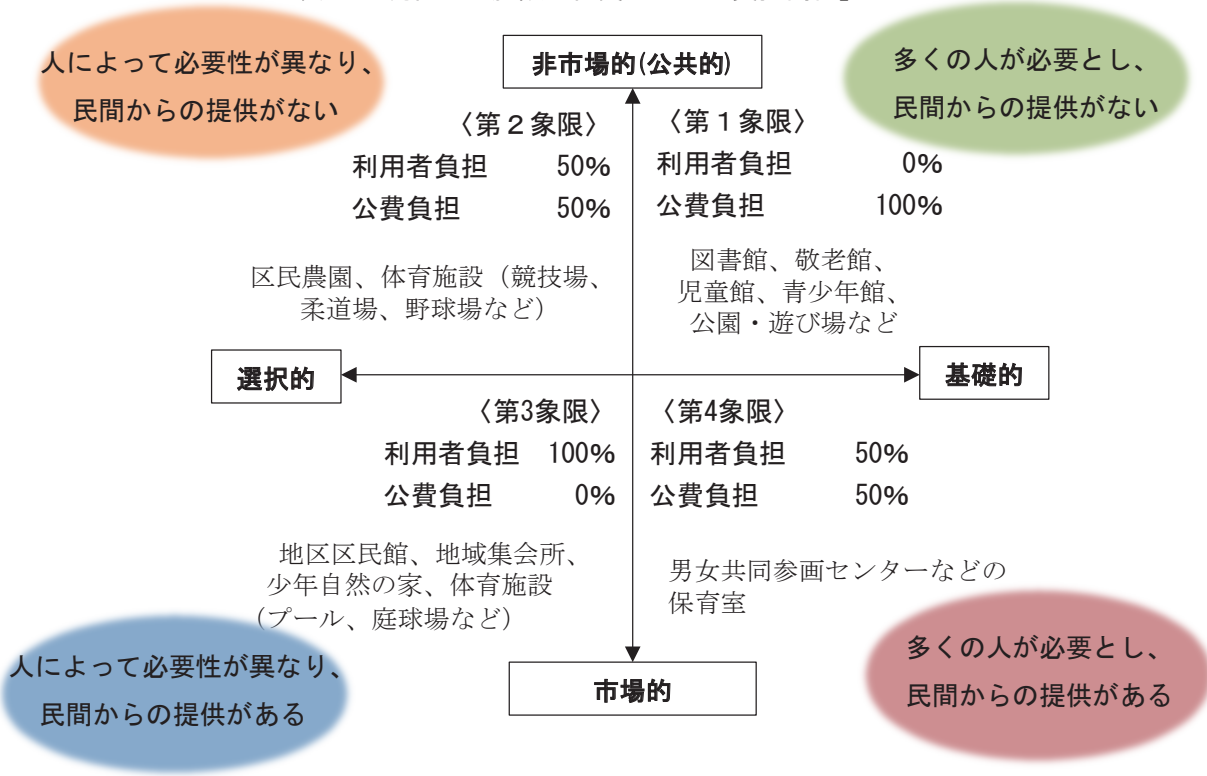 人によって必要性が異なり、
民間からの提供がない
非市場的(公共的)
多くの人が必要とし、
民間からの提供がない
〈第２象限〉
利用者負担 50%
公費負担 50%
〈第１象限〉
利用者負担 0%
公費負担 100%
区民農園、体育施設（競技場、
柔道場、野球場など）
図書館、敬老館、
児童館、青少年館、
公園・遊び場など
選択的
基礎的
〈第3象限〉
利用者負担 100%
公費負担 0%
〈第4象限〉
利用者負担 50%
公費負担 50%
地区区民館、地域集会所、
少年自然の家、体育施設
（プール、庭球場など）
男女共同参画センターなどの
保育室
人によって必要性が異なり、
民間からの提供がある
市場的
多くの人が必要とし、
民間からの提供がある